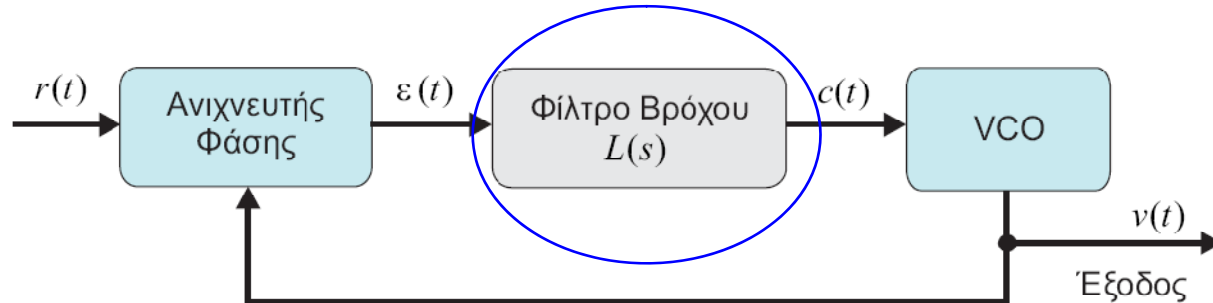 r(t)
Ανιχνευτής
Φάσης
ε(t)
Φίλτρο Βρόχου
L(s)
c(t)
VCO
v(t)
Έξοδος